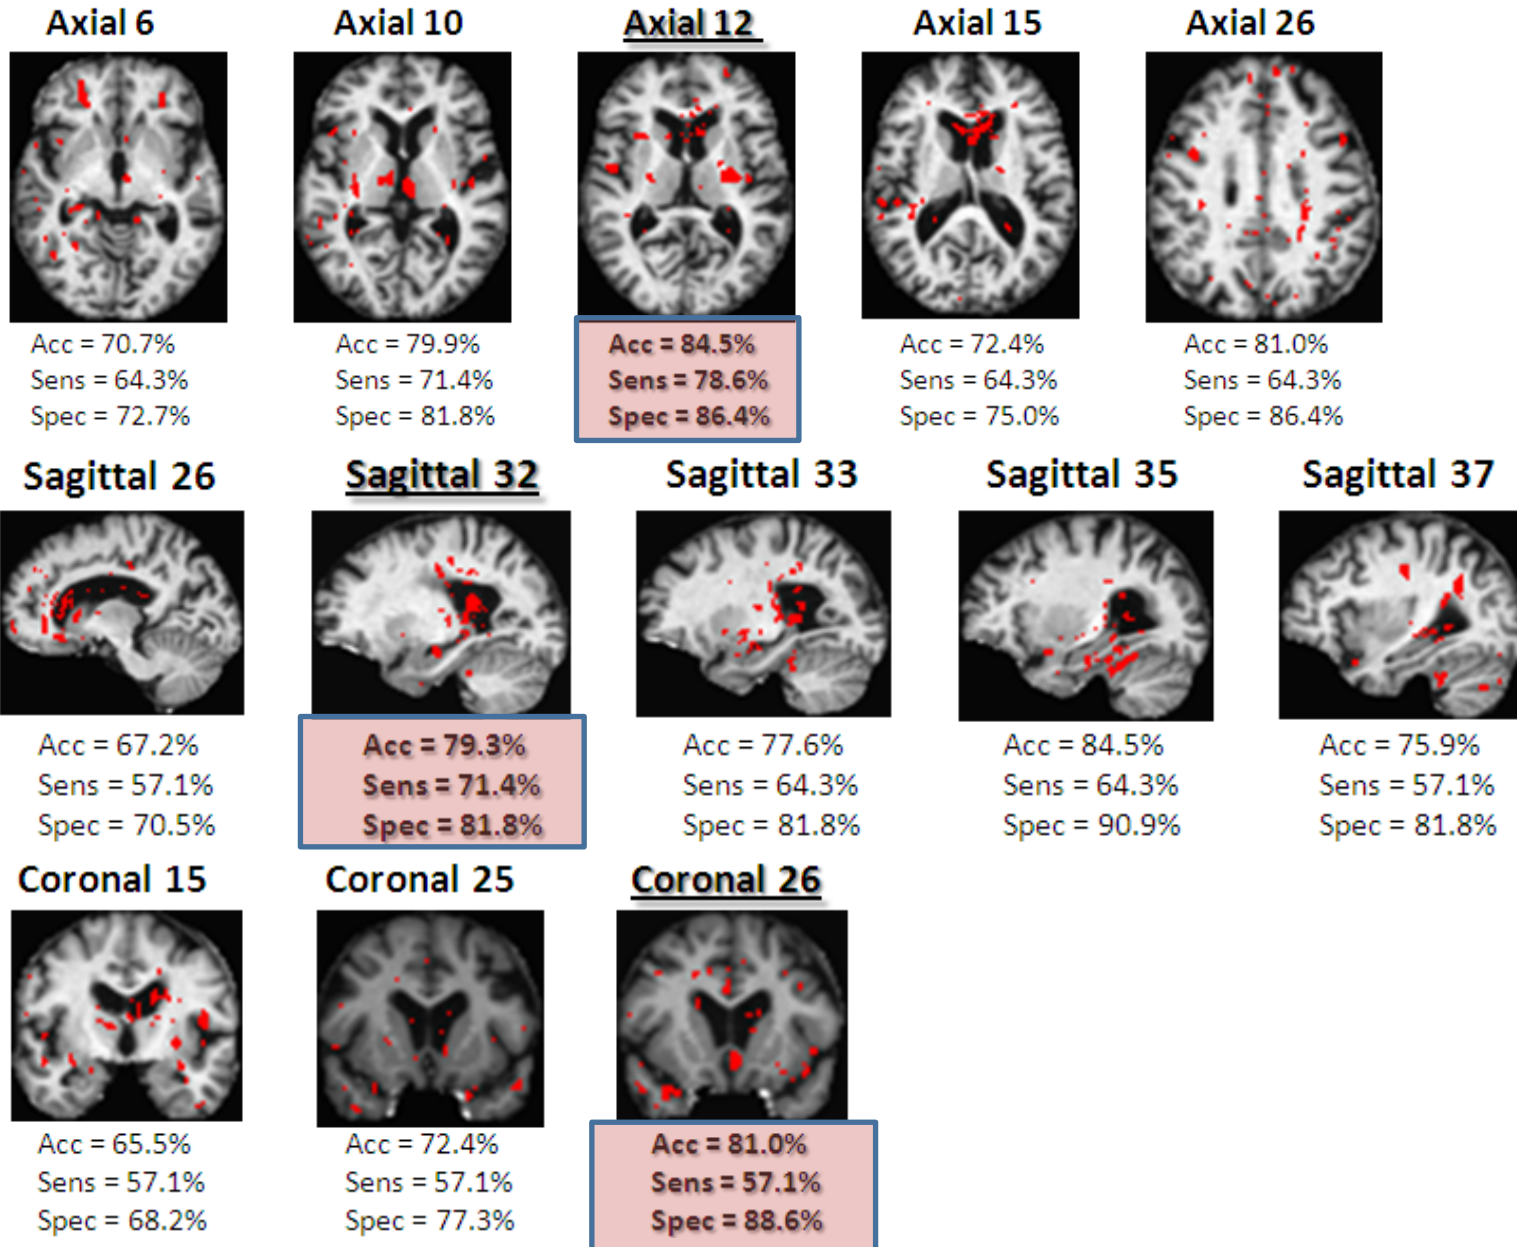 Axial 6 Axial 10 Axial 12 Axial 15 Axial 26
Acc = 70.7% Acc = 79.9% Acc = 84.5% Acc = 72.4% Acc = 81.0%
Sens = 64.3% Sens = 71.4% Sens = 78.6% Sens = 64.3% Sens = 64.3%
Spec = 72.7% Spec = 81.8% Spec = 86.4% Spec = 75.0% Spec = 86.4%
Sagittal 26 Sagittal 32 Sagittal 33 Sagittal 35 Sagittal 37
Acc = 67.2% Acc = 79.3% Acc = 77.6% Acc = 84.5% Acc = 75.9%
Sens = 57.1% Sens = 71.4% Sens = 64.3% Sens = 64.3% Sens = 57.1%
Spec = 70.5% Spec = 81.8% Spec = 81.8% Spec = 90.9% Spec = 81.8%
Coronal 15 Coronal 25 Coronal 26
Acc = 65.5% Acc = 72.4% Acc = 81.0%
Sens = 57.1% Sens = 57.1% Sens = 57.1%
Spec = 68.2% Spec = 77.3% Spec = 88.6%